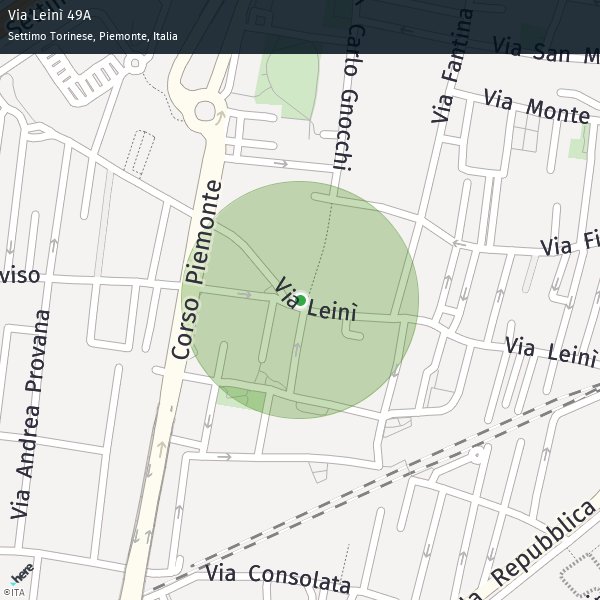 Via Leinì 49A
Settimo Torinese, Piemonte, Italia
Via San M
Carlo Gnocchi
Via Fantina
Via Monte
Corso Piemonte
Via Fi
viso
Via Leinì
Via Leinì
Via Andrea Provana
Repubblica
Via Consolata
here
©ITA